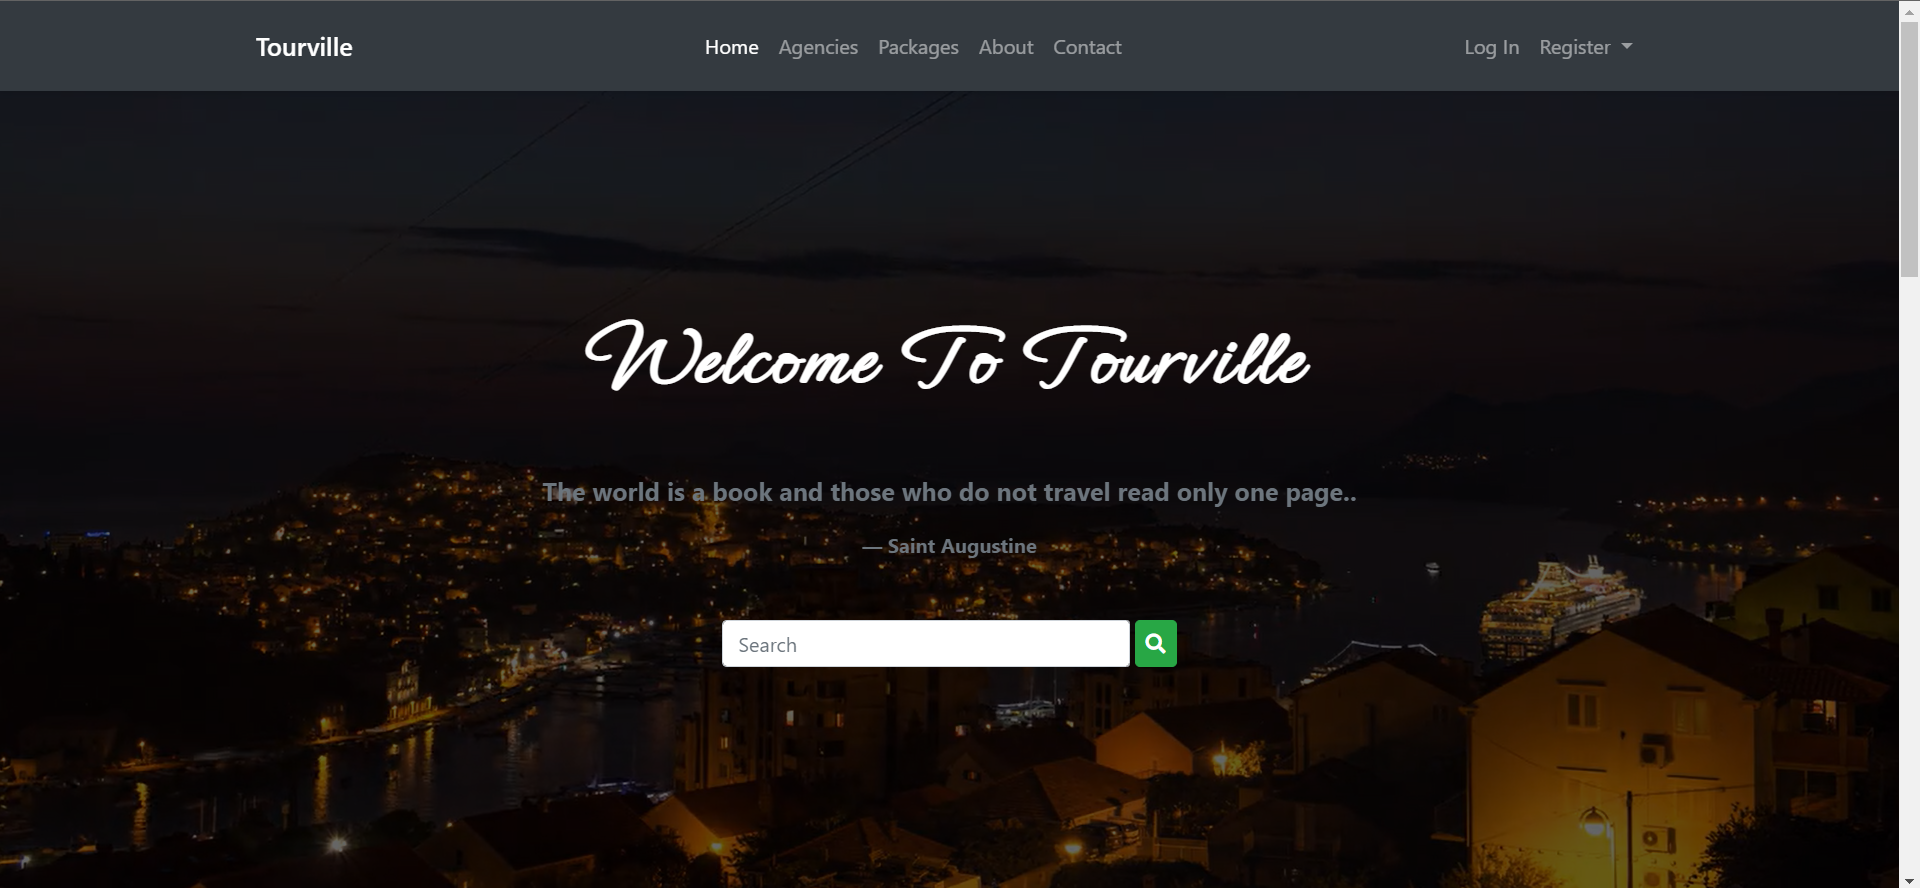 Tourville Home Agencies Packages About Contact Log In Register
Welcome To Tourville
The world is a book and those who do not travel read only one page..
— Saint Augustine
Search